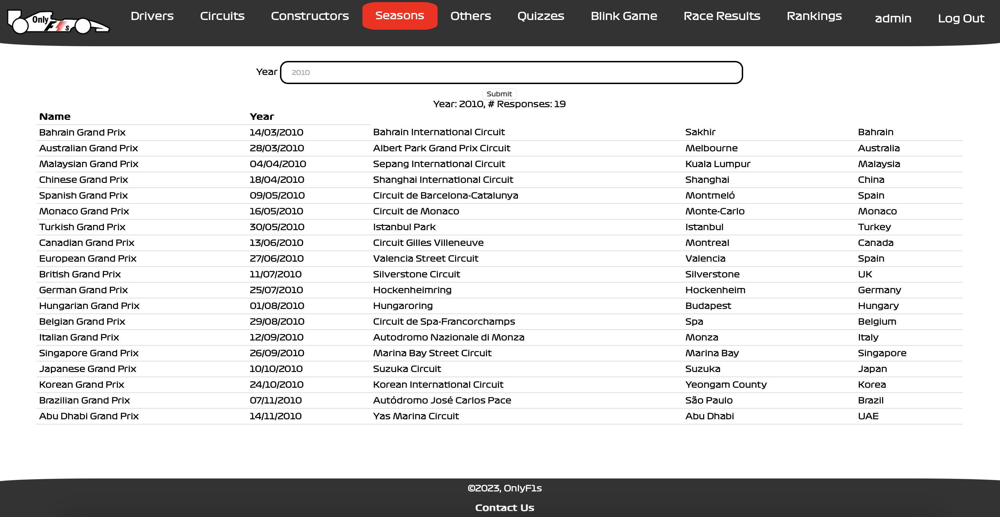 Only F1s Drivers Circuits Constructors Seasons Others Quizzes Blink Game Race Results Rankings admin Log Out
Year 2010
Submit
Year: 2010, # Responses: 19
Name Year
Bahrain Grand Prix 14/03/2010 Bahrain International Circuit Sakhir Bahrain
Australian Grand Prix 28/03/2010 Albert Park Grand Prix Circuit Melbourne Australia
Malaysian Grand Prix 04/04/2010 Sepang International Circuit Kuala Lumpur Malaysia
Chinese Grand Prix 18/04/2010 Shanghai International Circuit Shanghai China
Spanish Grand Prix 09/05/2010 Circuit de Barcelona-Catalunya Montmeló Spain
Monaco Grand Prix 16/05/2010 Circuit de Monaco Monte-Carlo Monaco
Turkish Grand Prix 30/05/2010 Istanbul Park Istanbul Turkey
Canadian Grand Prix 13/06/2010 Circuit Gilles Villeneuve Montreal Canada
European Grand Prix 27/06/2010 Valencia Street Circuit Valencia Spain
British Grand Prix 11/07/2010 Silverstone Circuit Silverstone UK
German Grand Prix 25/07/2010 Hockenheimring Hockenheim Germany
Hungarian Grand Prix 01/08/2010 Hungaroring Budapest Hungary
Belgian Grand Prix 29/08/2010 Circuit de Spa-Francorchamps Spa Belgium
Italian Grand Prix 12/09/2010 Autodromo Nazionale di Monza Monza Italy
Singapore Grand Prix 26/09/2010 Marina Bay Street Circuit Marina Bay Singapore
Japanese Grand Prix 10/10/2010 Suzuka Circuit Suzuka Japan
Korean Grand Prix 24/10/2010 Korean International Circuit Yeongam County Korea
Brazilian Grand Prix 07/11/2010 Autódromo José Carlos Pace São Paulo Brazil
Abu Dhabi Grand Prix 14/11/2010 Yas Marina Circuit Abu Dhabi UAE
©2023, OnlyF1s
Contact Us